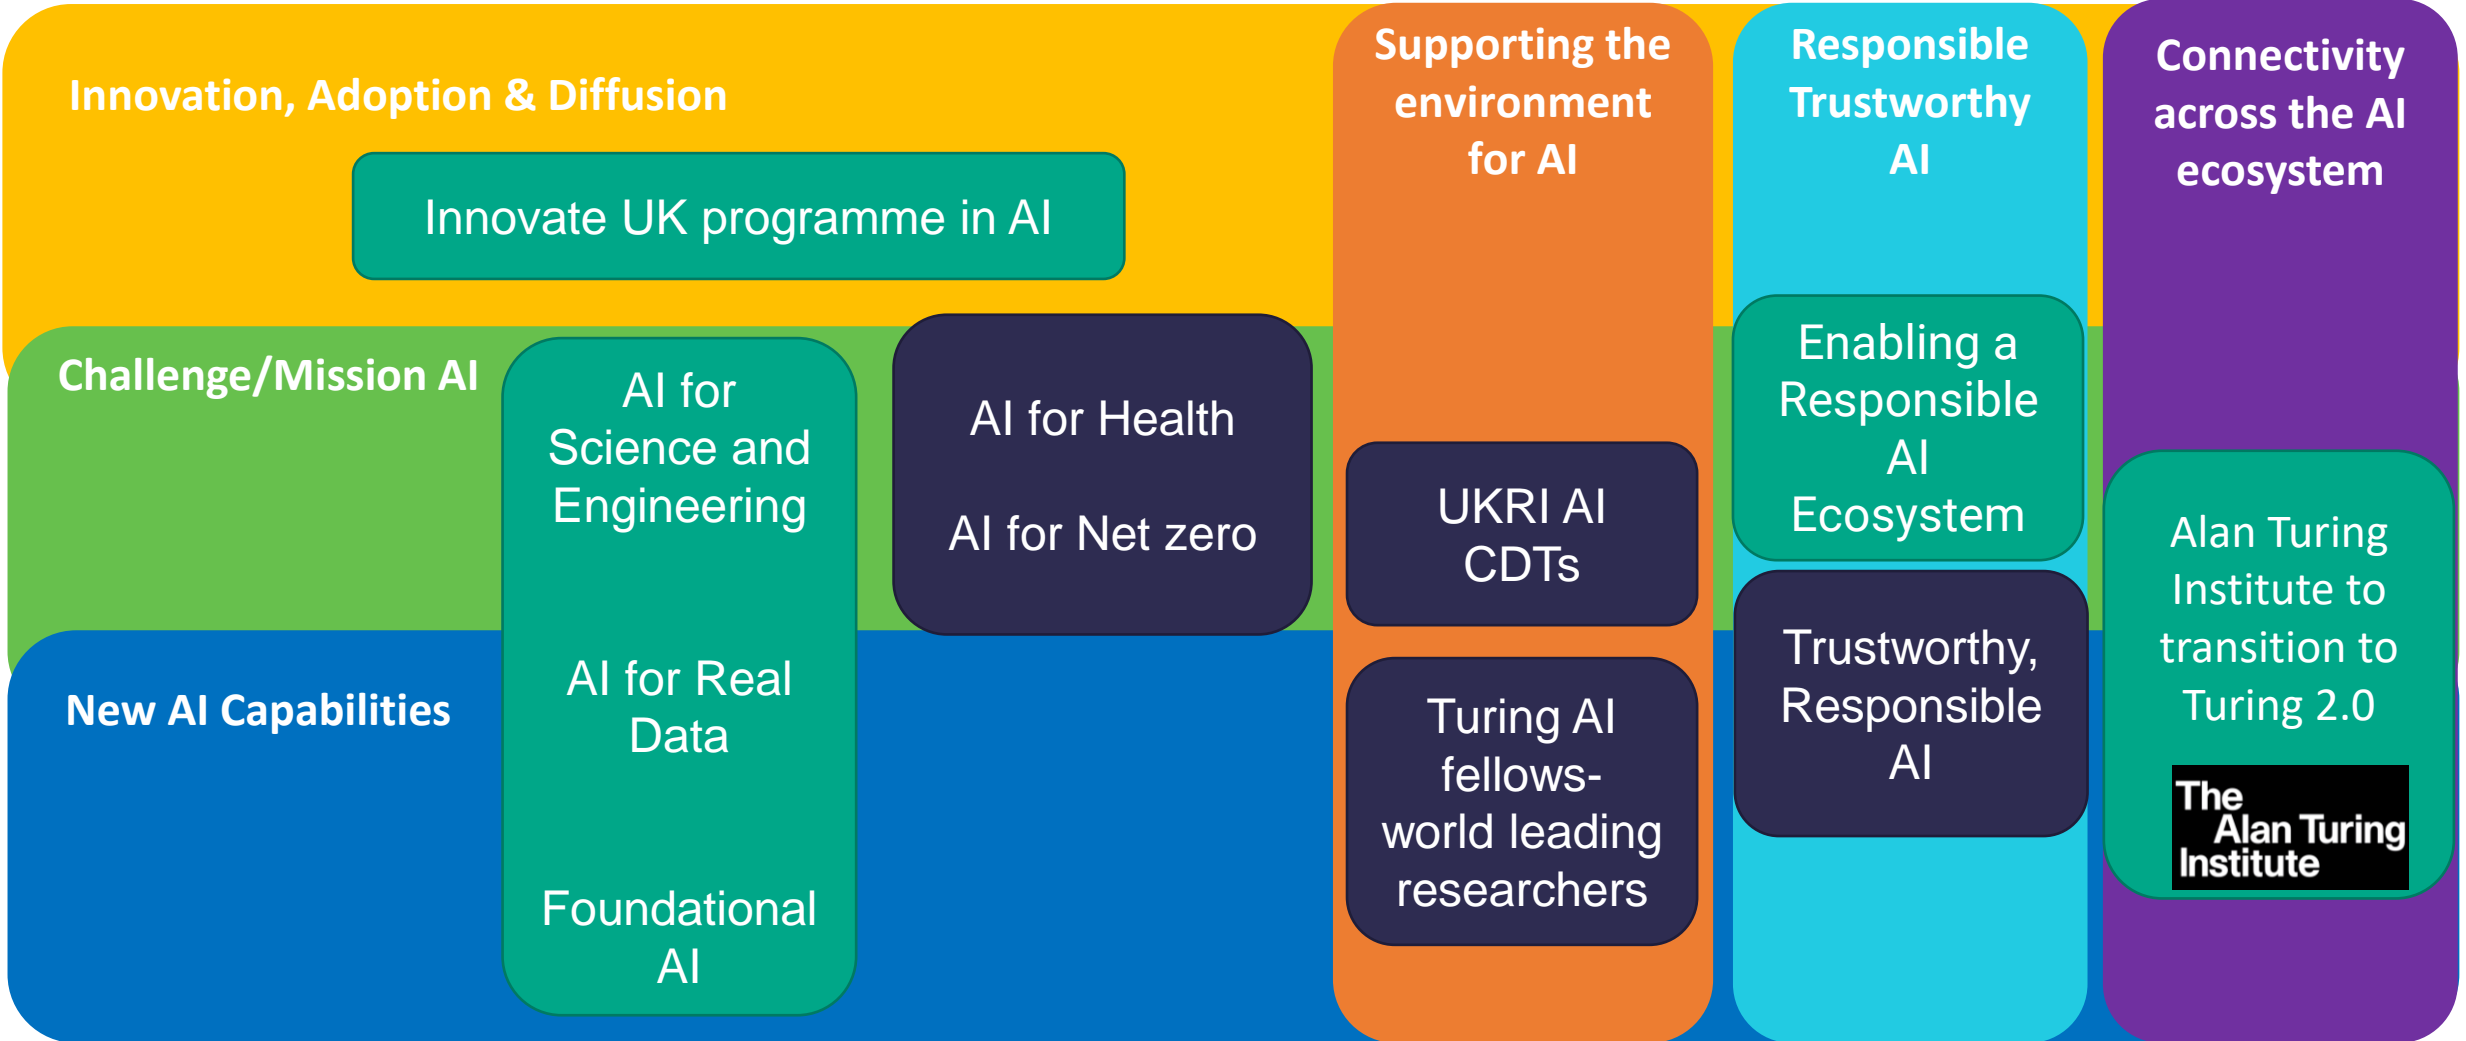 Innovation, Adoption & Diffusion
Innovate UK programme in AI
Challenge/Mission AI
AI for
Science and
Engineering
AI for Real
Data
Foundational
AI
AI for Health
AI for Net zero
New AI Capabilities
Supporting the
environment
for AI
UKRI AI
CDTs
Turing AI
fellows-
world leading
researchers
Responsible
Trustworthy
AI
Enabling a
Responsible
AI
Ecosystem
Trustworthy,
Responsible
AI
Connectivity
across the AI
ecosystem
Alan Turing
Institute to
transition to
Turing 2.0
The
Alan Turing
Institute